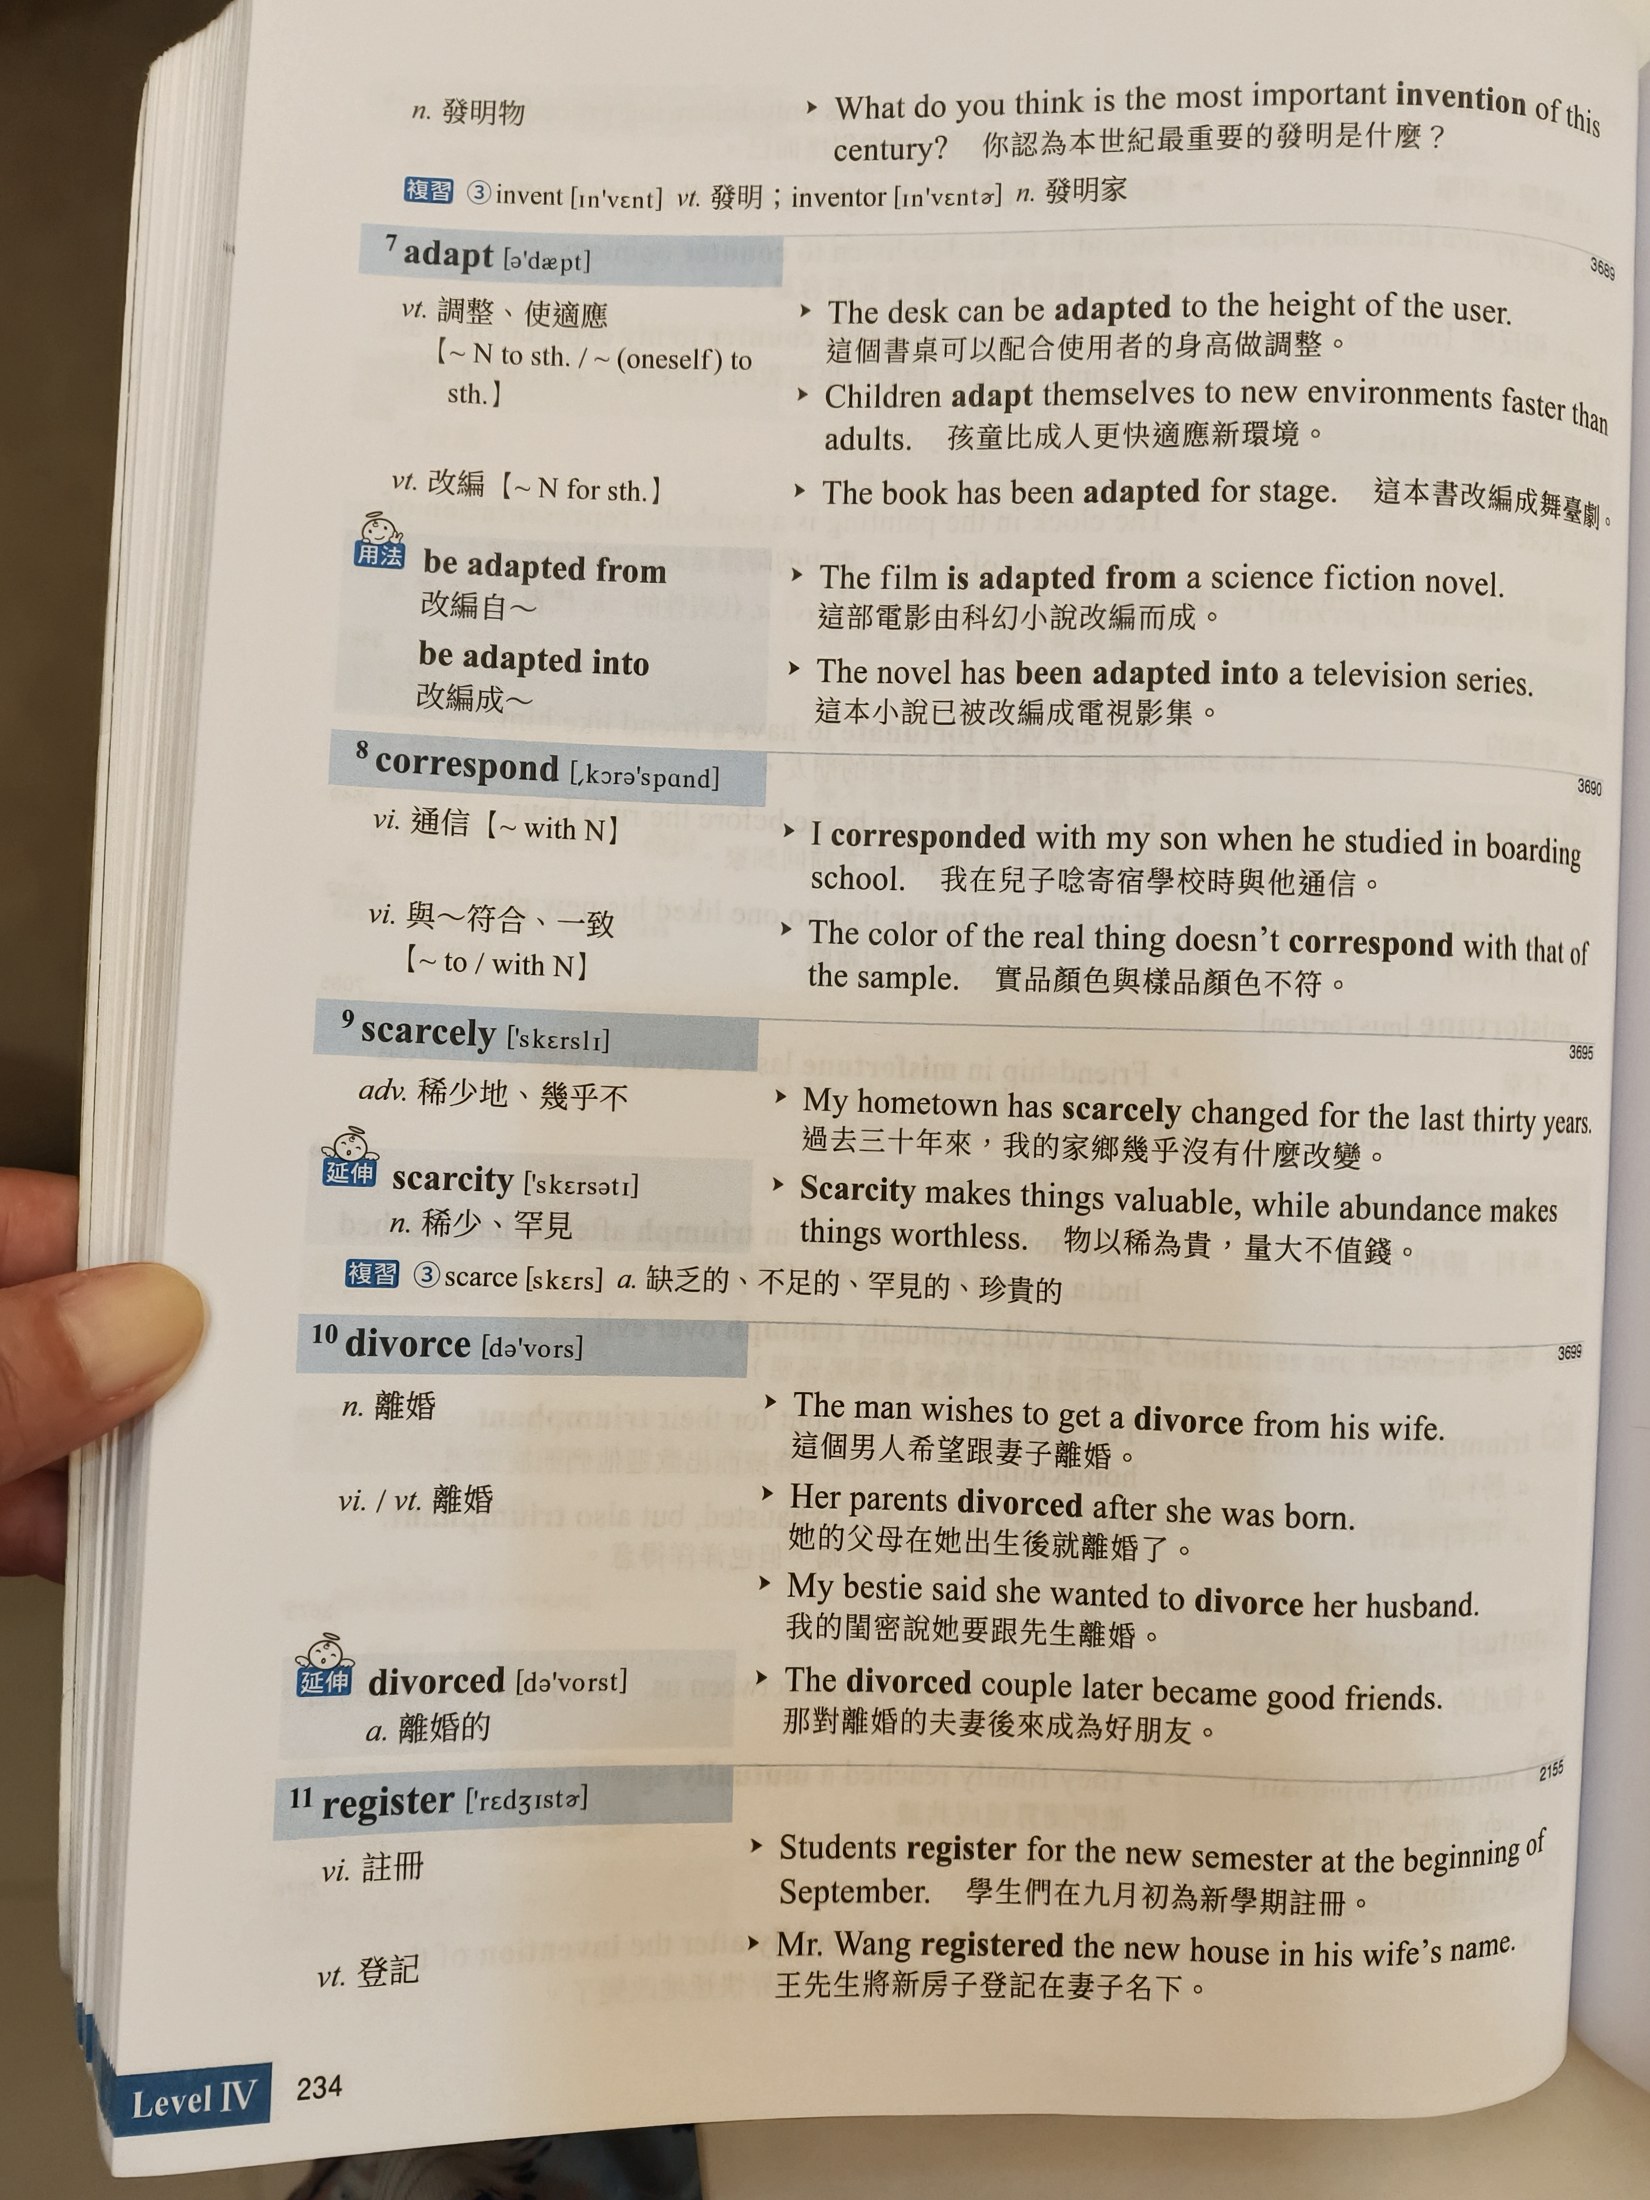 n. 發明物
➤ What do you think is the most important invention of this
century? 你認為本世紀最重要的發明是什麼？
複習 ③ invent [ɪn'vɛnt] vt. 發明；inventor [ɪn'vɛntɚ] n. 發明家
7 adapt [ə'dæpt]
3689
vt. 調整、使適應
【~ N to sth. / ~ (oneself) to
sth.】
➤ The desk can be adapted to the height of the user.
這個書桌可以配合使用者的身高做調整。
➤ Children adapt themselves to new environments faster than
adults. 孩童比成人更快適應新環境。
vt. 改編【~ N for sth.】
➤ The book has been adapted for stage. 這本書改編成舞臺劇。
用法
be adapted from
改編自～
➤ The film is adapted from a science fiction novel.
這部電影由科幻小說改編而成。
be adapted into
改編成～
➤ The novel has been adapted into a television series.
這本小說已被改編成電視影集。
8 correspond [ˌkɔrə'spɑnd]
3690
vi. 通信【~ with N】
➤ I corresponded with my son when he studied in boarding
school. 我在兒子唸寄宿學校時與他通信。
vi. 與～符合、一致
【~ to / with N】
➤ The color of the real thing doesn’t correspond with that of
the sample. 實品顏色與樣品顏色不符。
9 scarcely ['skɛrslɪ]
3695
adv. 稀少地、幾乎不
➤ My hometown has scarcely changed for the last thirty years.
過去三十年來，我的家鄉幾乎沒有什麼改變。
延伸
scarcity ['skɛrsətɪ]
n. 稀少、罕見
➤ Scarcity makes things valuable, while abundance makes
things worthless. 物以稀為貴，量大不值錢。
複習 ③ scarce [skɛrs] a. 缺乏的、不足的、罕見的、珍貴的
10 divorce [də'vors]
3699
n. 離婚
➤ The man wishes to get a divorce from his wife.
這個男人希望跟妻子離婚。
vi. / vt. 離婚
➤ Her parents divorced after she was born.
她的父母在她出生後就離婚了。
➤ My bestie said she wanted to divorce her husband.
我的閨密說她要跟先生離婚。
延伸
divorced [də'vorst]
a. 離婚的
➤ The divorced couple later became good friends.
那對離婚的夫妻後來成為好朋友。
11 register ['rɛdʒɪstɚ]
2155
vi. 註冊
➤ Students register for the new semester at the beginning of
September. 學生們在九月初為新學期註冊。
vt. 登記
➤ Mr. Wang registered the new house in his wife’s name.
王先生將新房子登記在妻子名下。
Level IV 234